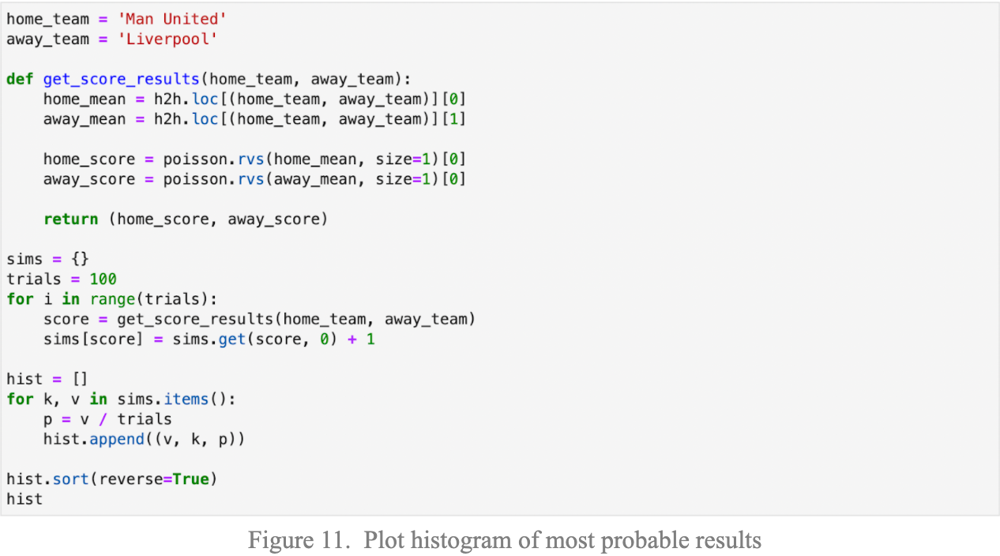 home_team = 'Man United'
away_team = 'Liverpool'
def get_score_results(home_team, away_team):
    home_mean = h2h.loc[(home_team, away_team)][0]
    away_mean = h2h.loc[(home_team, away_team)][1]
    home_score = poisson.rvs(home_mean, size=1)[0]
    away_score = poisson.rvs(away_mean, size=1)[0]
    return (home_score, away_score)
sims = {}
trials = 100
for i in range(trials):
    score = get_score_results(home_team, away_team)
    sims[score] = sims.get(score, 0) + 1
hist = []
for k, v in sims.items():
    p = v / trials
    hist.append((v, k, p))
hist.sort(reverse=True)
hist
Figure 11.  Plot histogram of most probable results